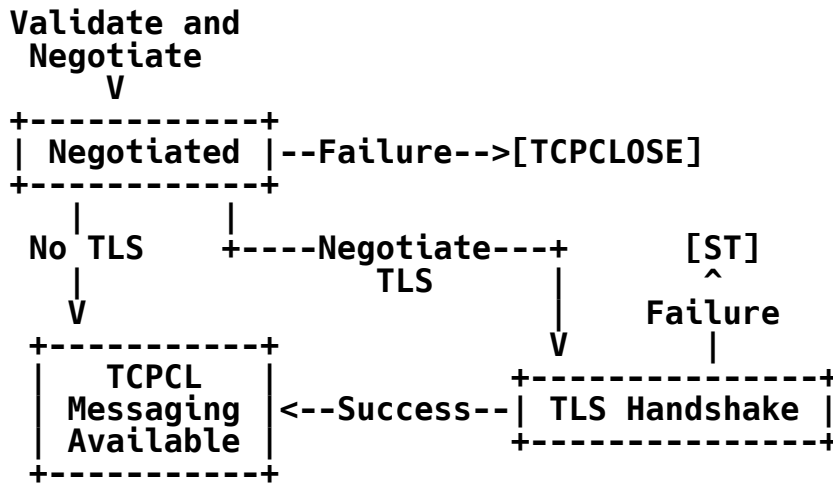 Validate and
Negotiate
V
+------------+
| Negotiated |--Failure-->[TCPCLOSE]
+------------+
| |
No TLS +----Negotiate---+ [ST]
| TLS | ^
V | Failure
+-----------+ V |
| TCPCL | +---------------+
| Messaging |<--Success--| TLS Handshake |
| Available | +---------------+
+-----------+